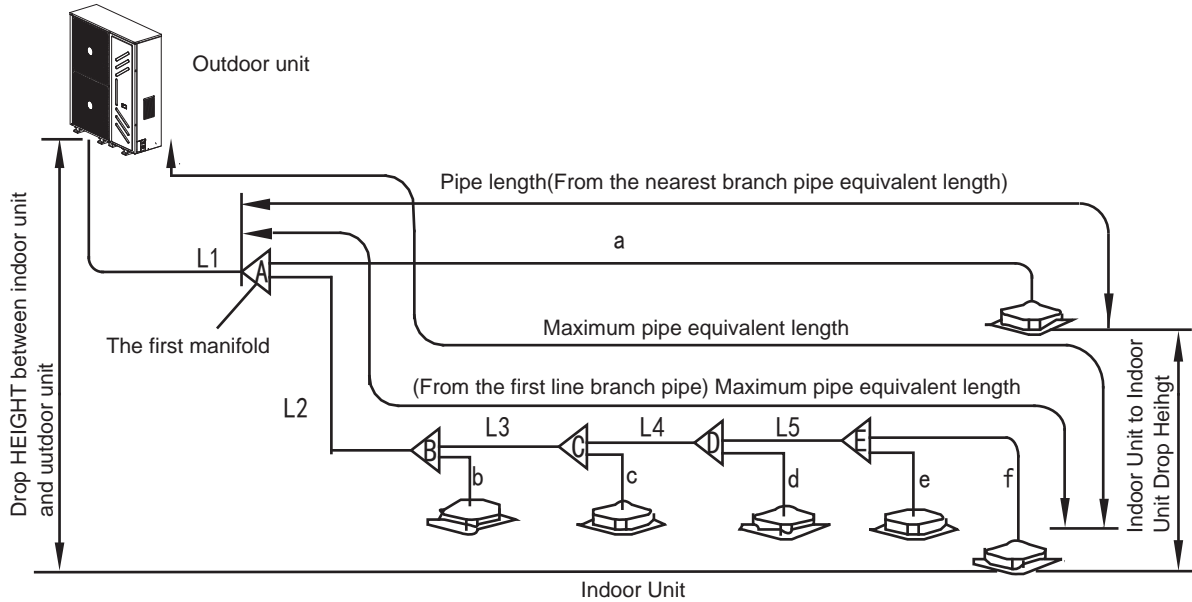 Outdoor unit
Pipe length(From the nearest branch pipe equivalent length)
a
L1
A
The first manifold
Maximum pipe equivalent length
(From the first line branch pipe) Maximum pipe equivalent length
L2
L3
L4
L5
B
C
D
E
b
c
d
e
f
Drop HEIGHT between indoor unit
and uutdoor unit
Indoor Unit to Indoor
Unit Drop Heihgt
Indoor Unit